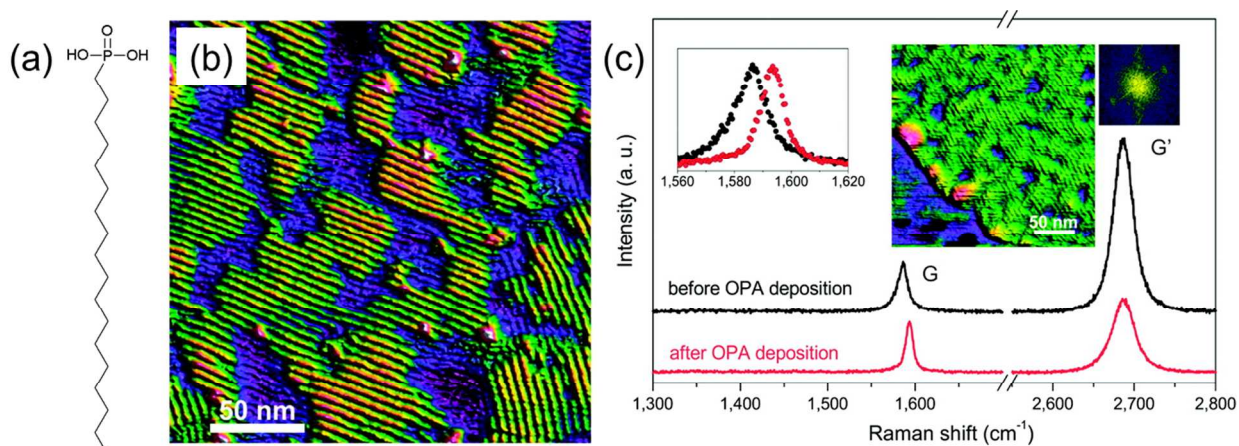 (a)
O
HO P OH
(b)
50 nm
(c)
Intensity (a. u.)
1,560 1,580 1,600 1,620
50 nm
G'
G
before OPA deposition
after OPA deposition
1,300 1,400 1,500 1,600 2,600 2,700 2,800
Raman shift (cm⁻¹)